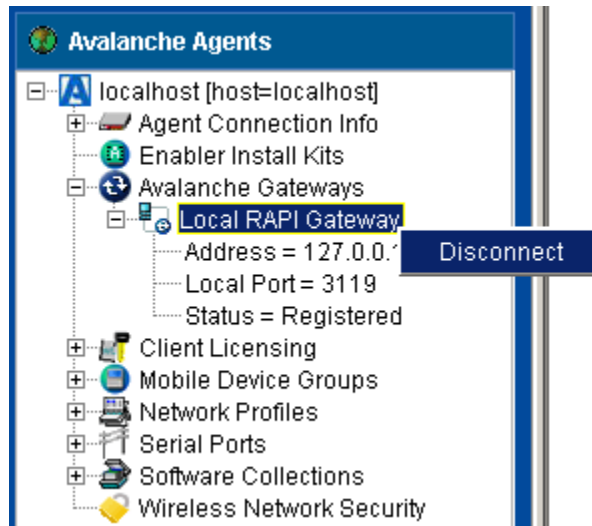 Avalanche Agents
localhost [host=localhost]
Agent Connection Info
Enabler Install Kits
Avalanche Gateways
Local RAPI Gateway
Address = 127.0.0.
Disconnect
Local Port = 3119
Status = Registered
Client Licensing
Mobile Device Groups
Network Profiles
Serial Ports
Software Collections
Wireless Network Security